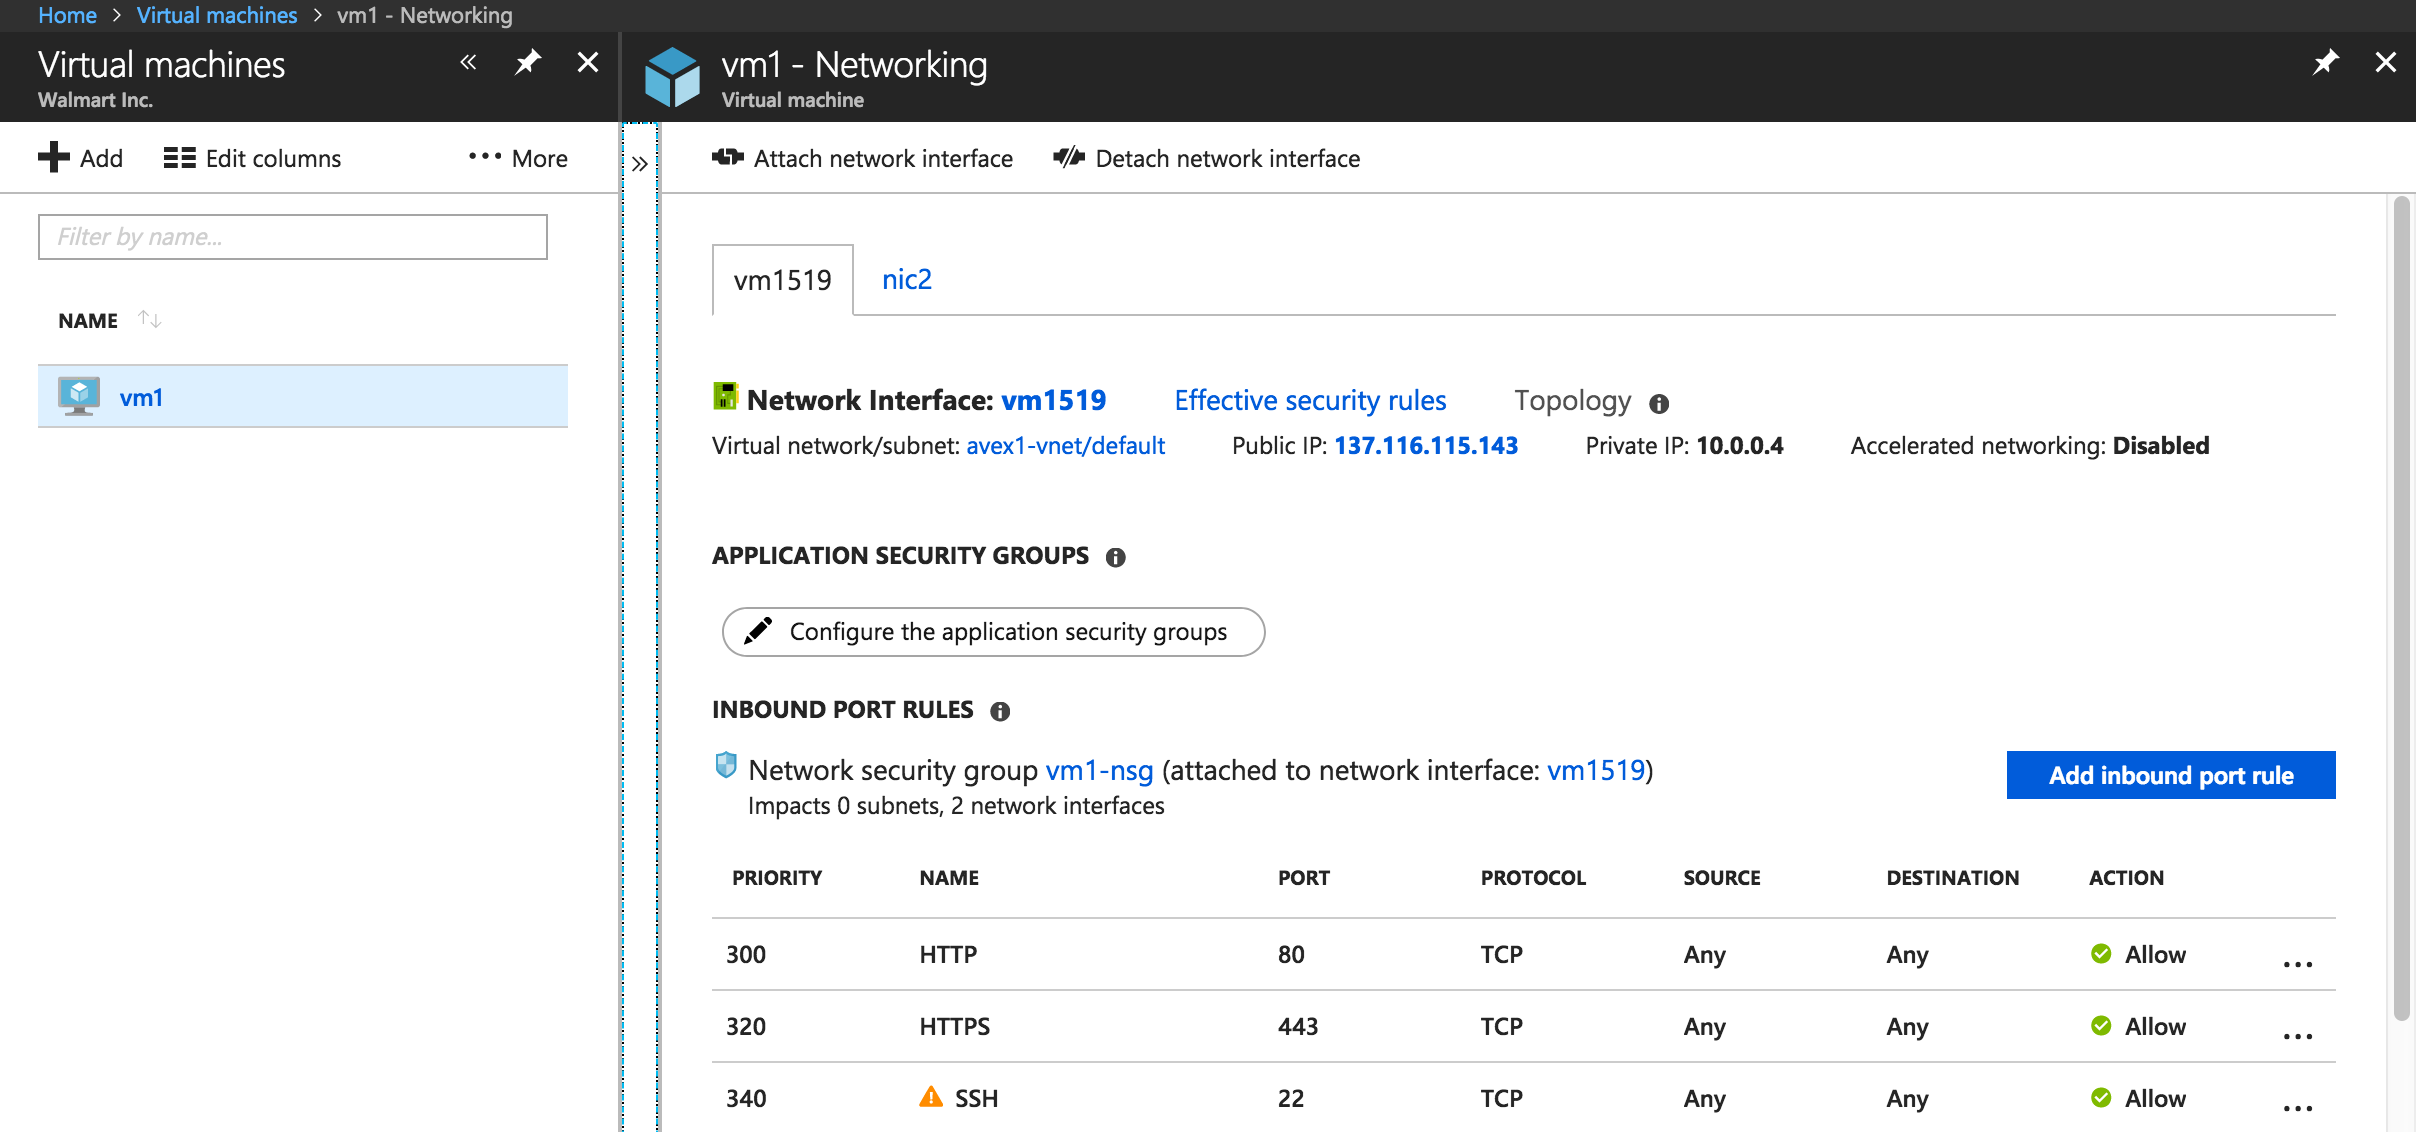 Home > Virtual machines > vm1 - Networking
Virtual machines
Walmart Inc.
vm1 - Networking
Virtual machine
Add
Edit columns
More
Attach network interface
Detach network interface
Filter by name...
NAME
vm1
vm1519
nic2
Network Interface: vm1519 Effective security rules Topology
Virtual network/subnet: avex1-vnet/default Public IP: 137.116.115.143 Private IP: 10.0.0.4 Accelerated networking: Disabled
APPLICATION SECURITY GROUPS
Configure the application security groups
INBOUND PORT RULES
Network security group vm1-nsg (attached to network interface: vm1519)
Impacts 0 subnets, 2 network interfaces
Add inbound port rule
PRIORITY NAME PORT PROTOCOL SOURCE DESTINATION ACTION
300 HTTP 80 TCP Any Any Allow ...
320 HTTPS 443 TCP Any Any Allow ...
340 SSH 22 TCP Any Any Allow ...